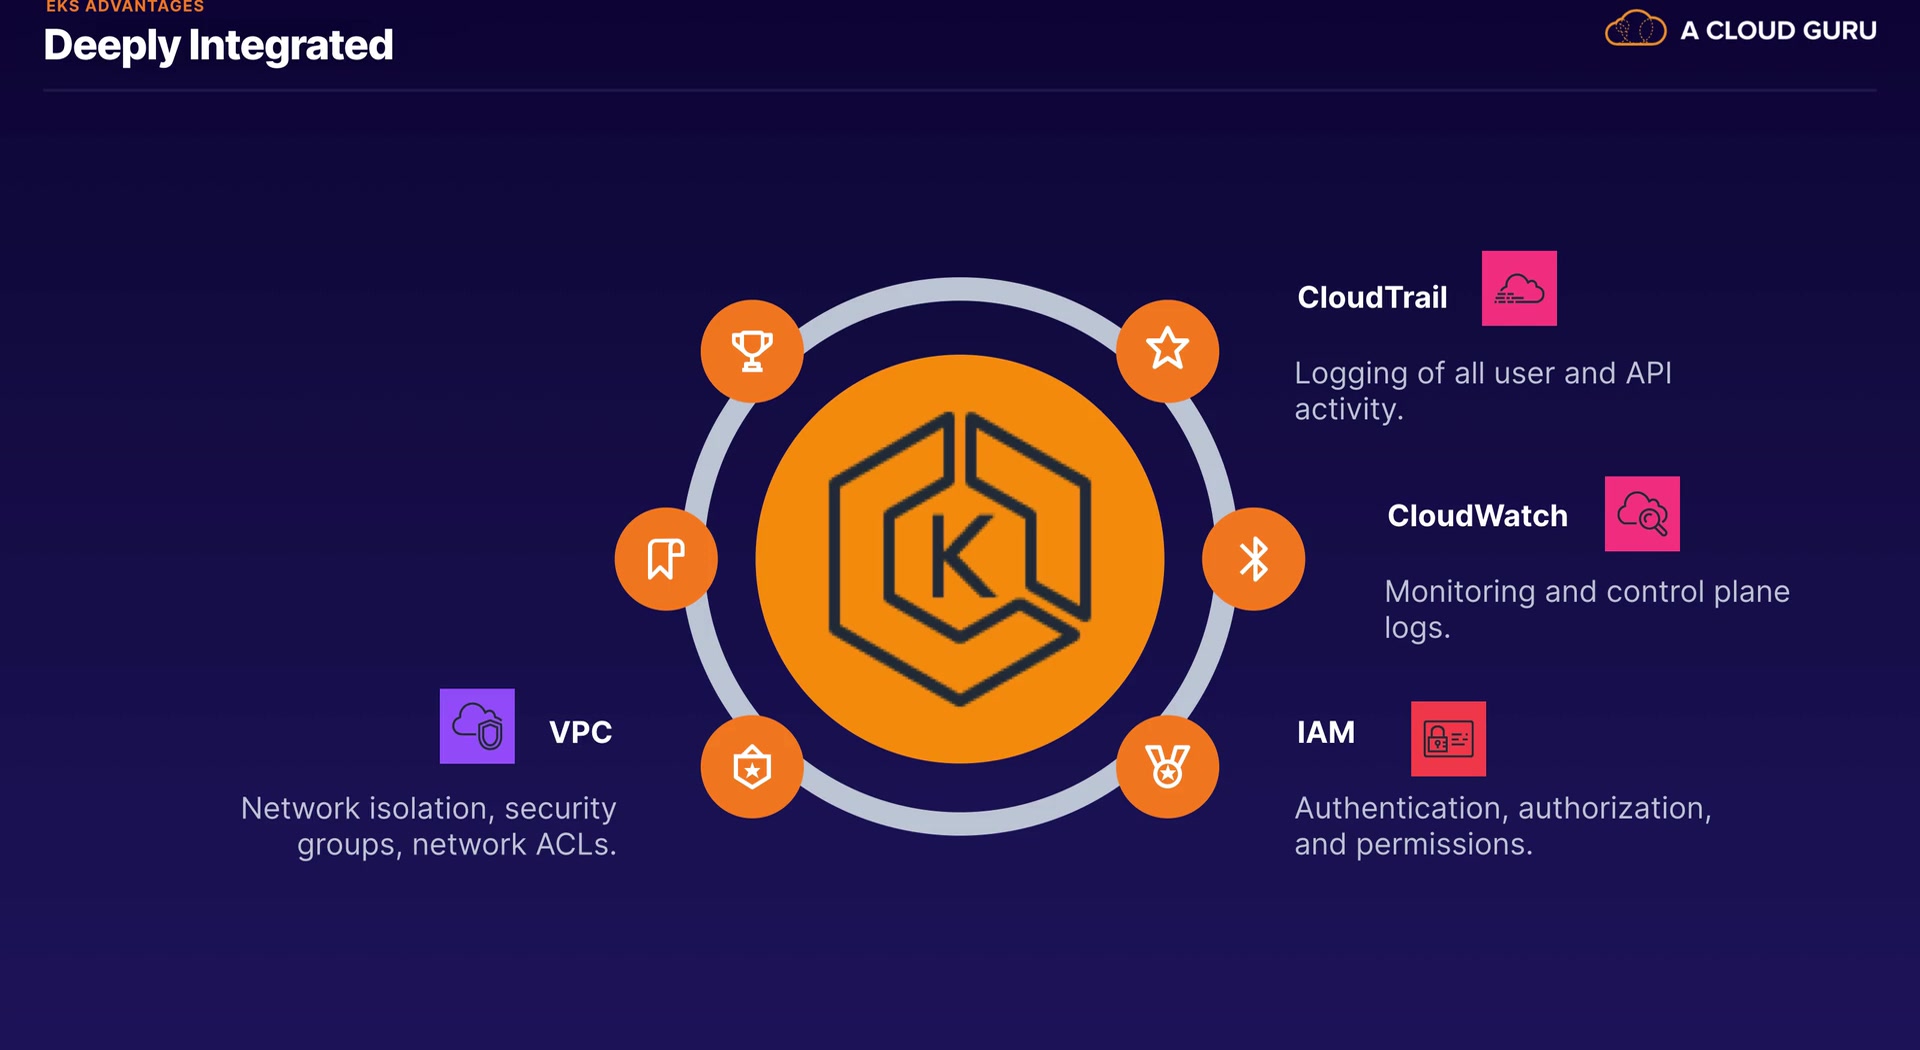 EKS ADVANTAGES
Deeply Integrated
A CLOUD GURU
CloudTrail
Logging of all user and API
activity.
CloudWatch
Monitoring and control plane
logs.
K
VPC
Network isolation, security
groups, network ACLs.
IAM
Authentication, authorization,
and permissions.